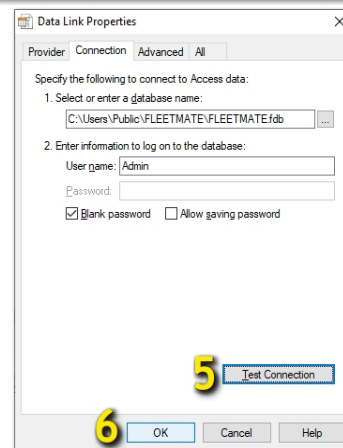 Data Link Properties
Provider Connection Advanced All
Specify the following to connect to Access data:
1. Select or enter a database name:
C:\Users\Public\FLEETMATE\FLEETMATE.fdb ...
2. Enter information to log on to the database:
User name: Admin
Password:
Blank password Allow saving password
5 Test Connection
6 OK Cancel Help